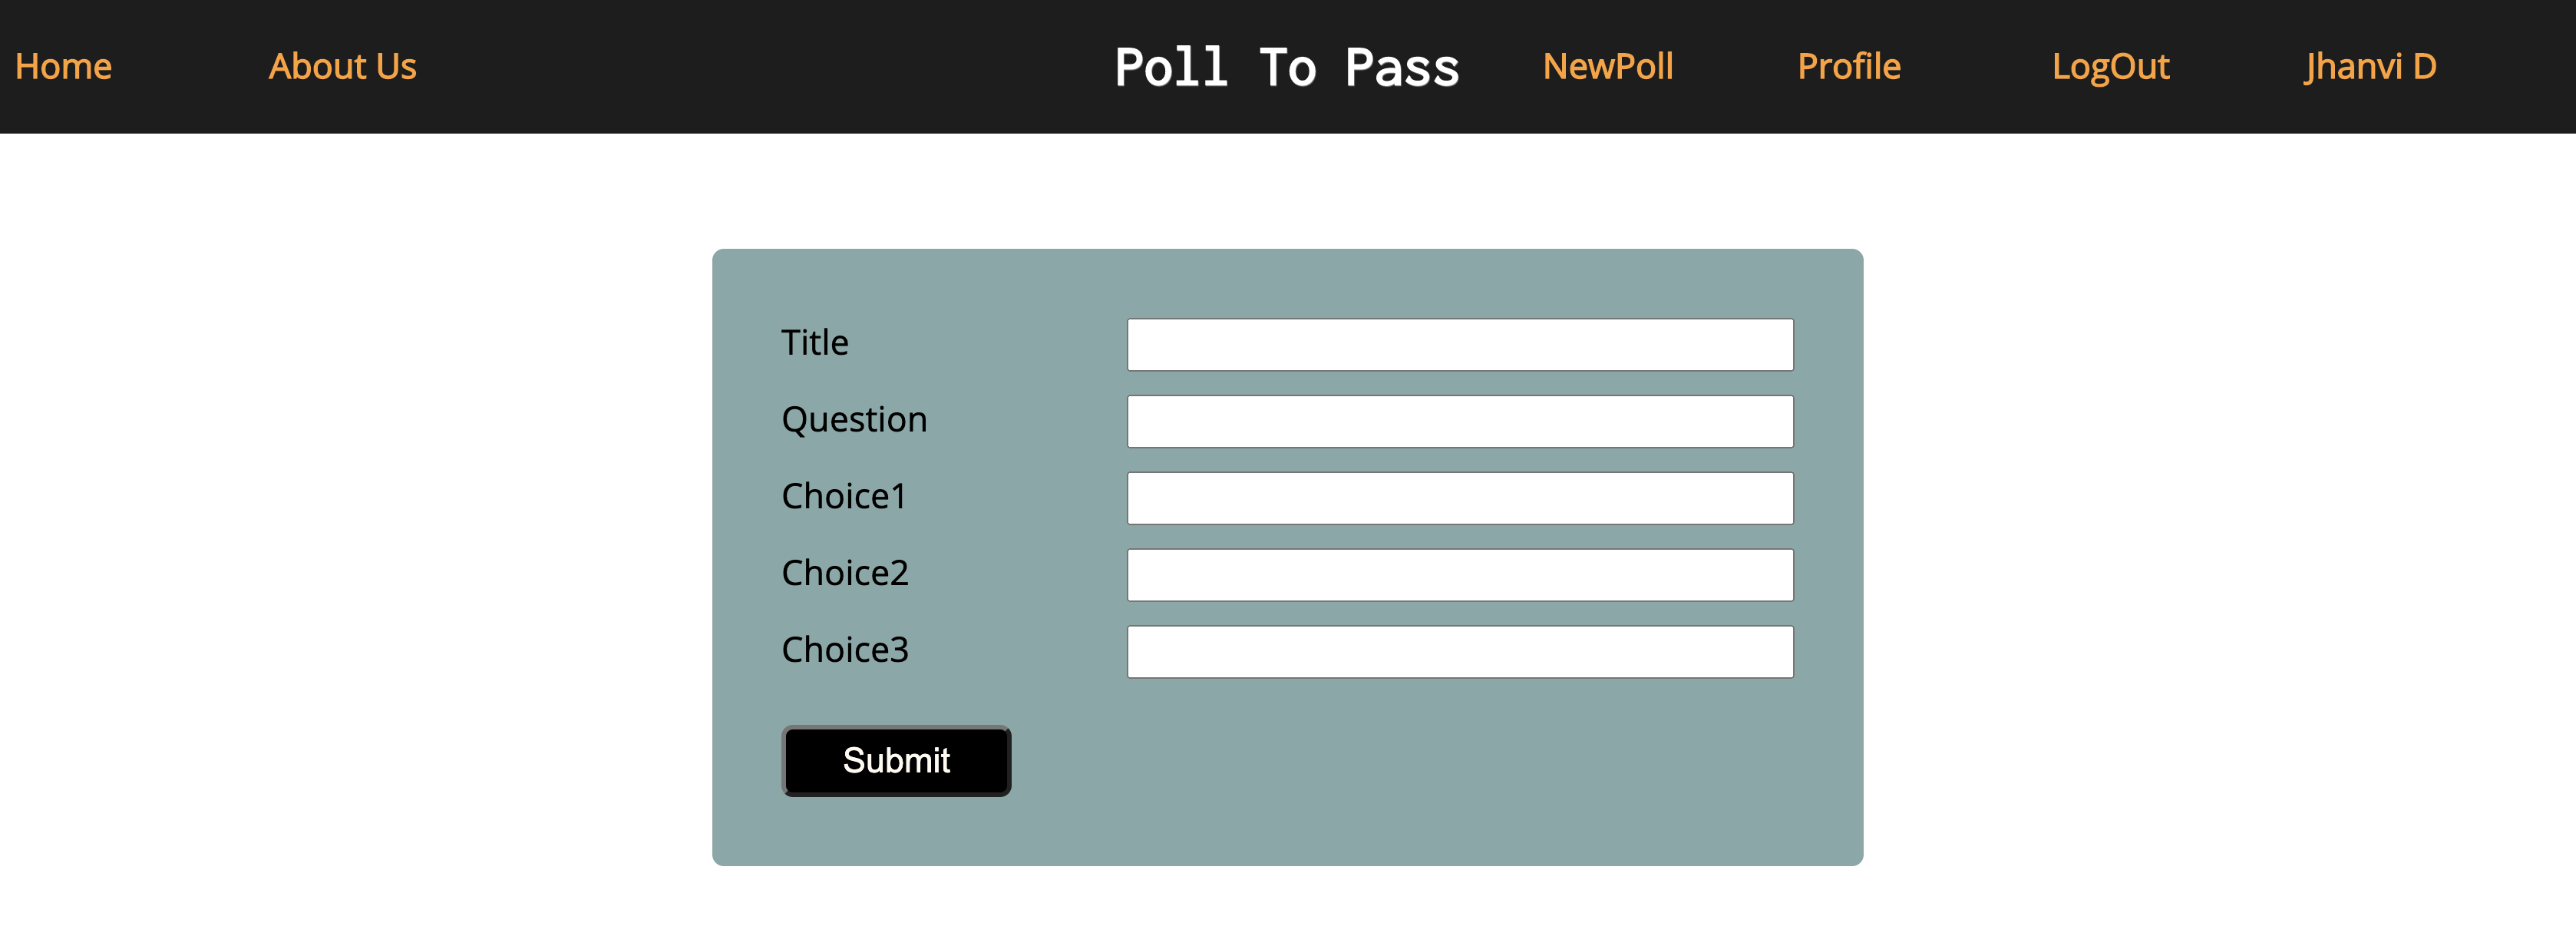 Home About Us Poll To Pass NewPoll Profile LogOut Jhanvi D
Title
Question
Choice1
Choice2
Choice3
Submit